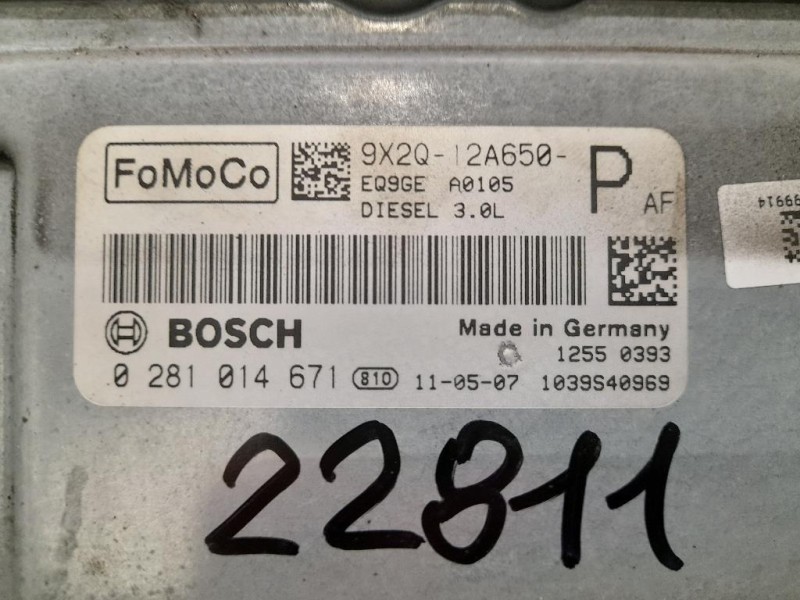 FoMoCo 9X2Q-12A650- P AF
EQ9GE A0105
DIESEL 3.0L
BOSCH Made in Germany
1255 0393
0 281 014 671 810 11-05-07 1039S40969
22811